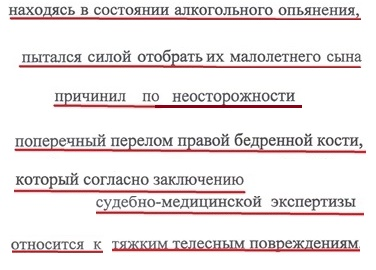 находясь в состоянии алкогольного опьянения,
пытался силой отобрать их малолетнего сына
причинил по неосторожности
поперечный перелом правой бедренной кости,
который согласно заключению
судебно-медицинской экспертизы
относится к тяжким телесным повреждениям